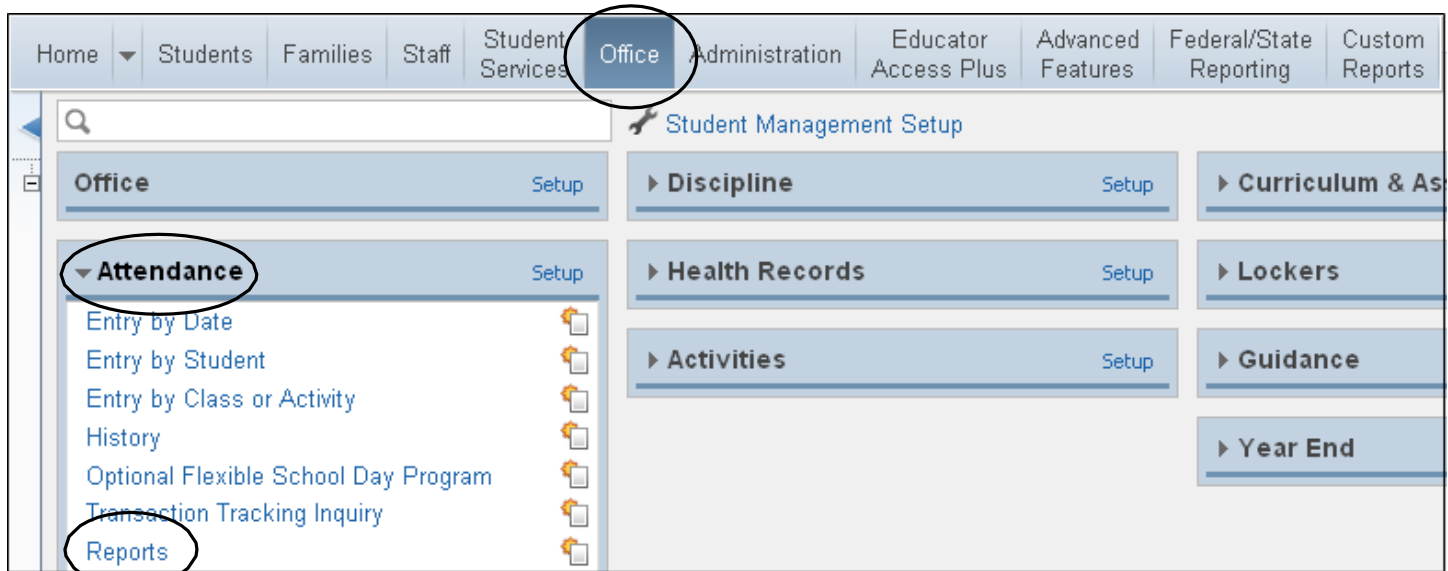 Home Students Families Staff Student Services Office Administration Educator Access Plus Advanced Features Federal/State Reporting Custom Reports
Student Management Setup
Office Setup
Discipline Setup
Curriculum & As
Attendance Setup
Health Records Setup
Lockers
Entry by Date
Entry by Student
Entry by Class or Activity
History
Optional Flexible School Day Program
Transaction Tracking Inquiry
Reports
Activities Setup
Guidance
Year End